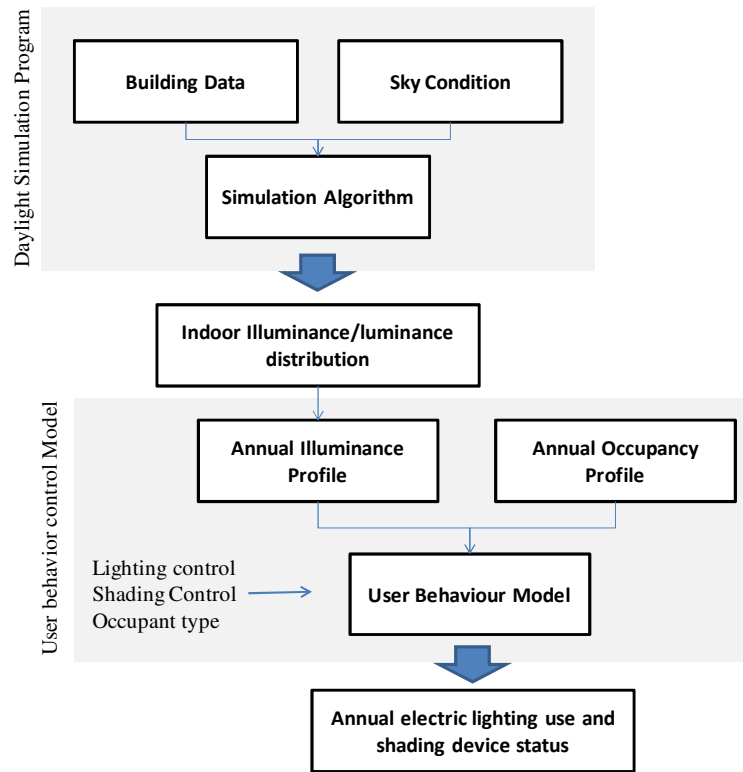 Daylight Simulation Program
Building Data
Sky Condition
Simulation Algorithm
Indoor Illuminance/luminance
distribution
User behavior control Model
Annual Illuminance
Profile
Annual Occupancy
Profile
Lighting control
Shading Control
Occupant type
User Behaviour Model
Annual electric lighting use and
shading device status